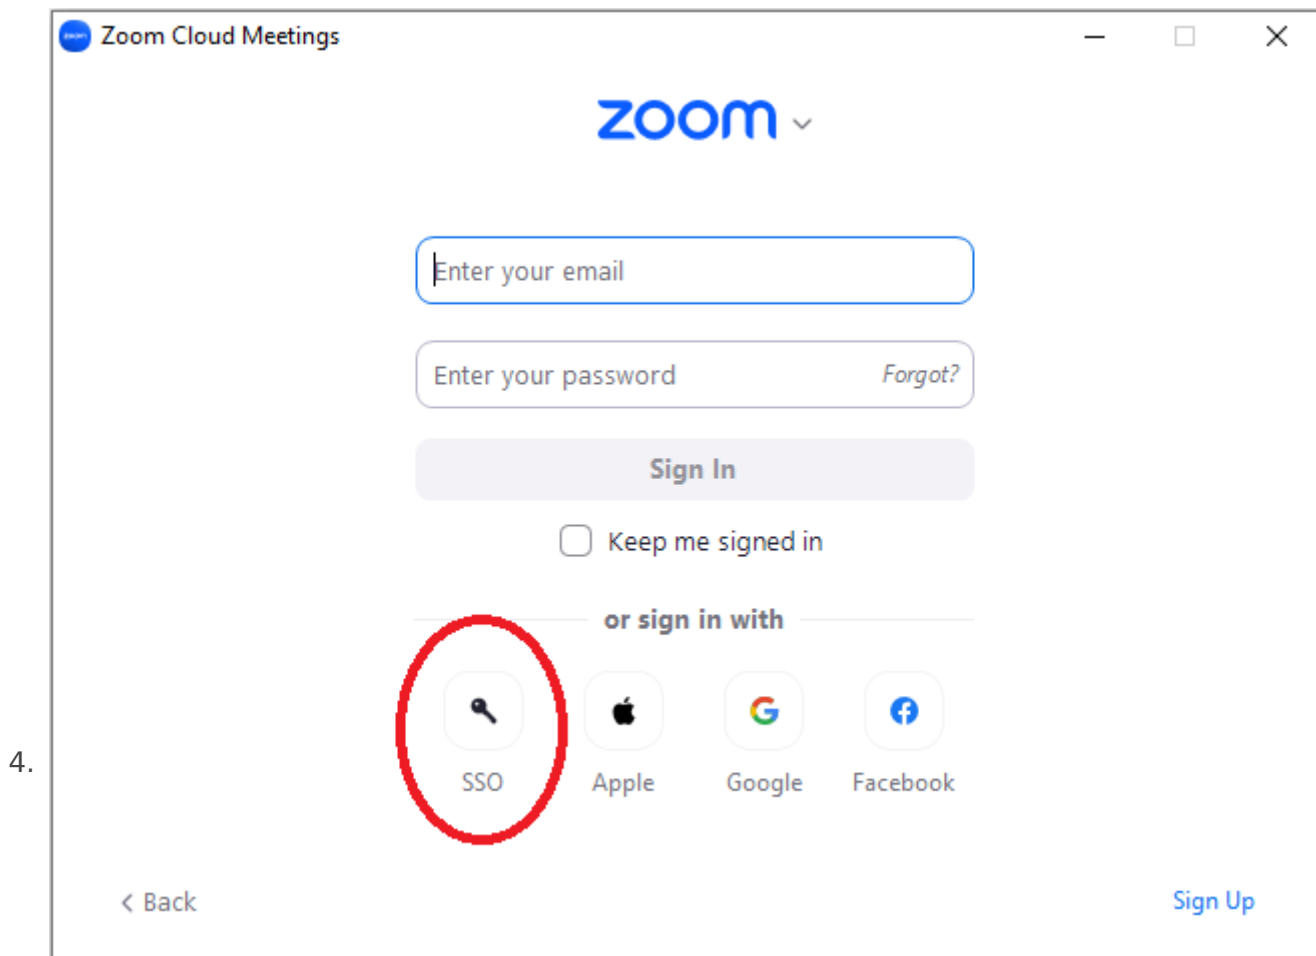 Zoom Cloud Meetings
zoom
Enter your email
Enter your password Forgot?
Sign In
Keep me signed in
or sign in with
4.
SSO Apple Google Facebook
< Back Sign Up